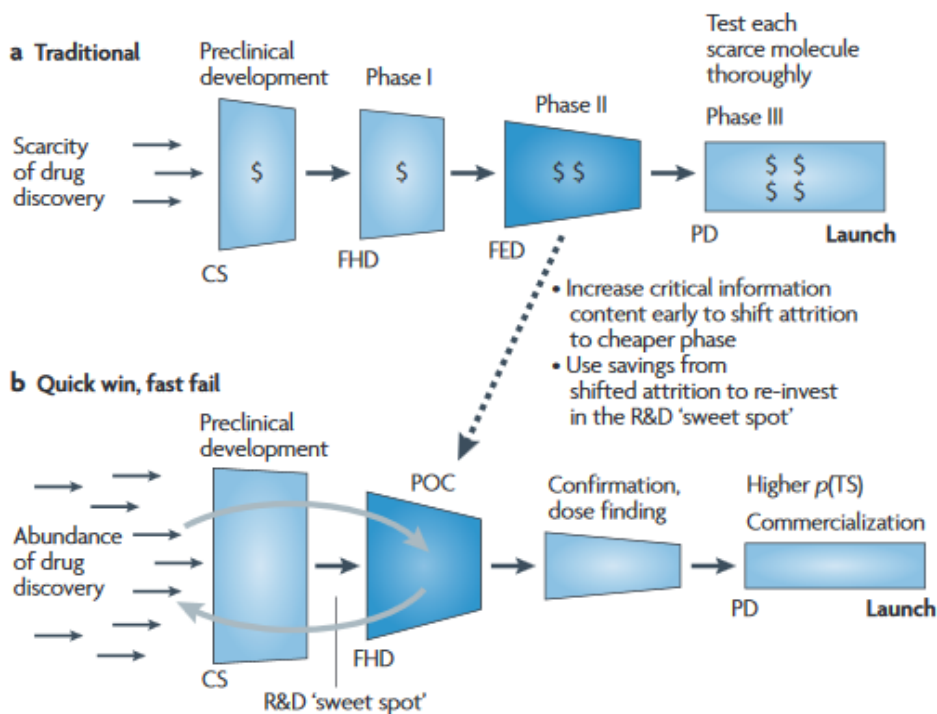 a Traditional
Scarcity
of drug
discovery
Preclinical
development
$
CS
Phase I
$
FHD
Phase II
$ $
FED
Test each
scarce molecule
thoroughly
Phase III
$ $
$ $
PD
Launch
• Increase critical information
content early to shift attrition
to cheaper phase
• Use savings from
shifted attrition to re-invest
in the R&D ‘sweet spot’
b Quick win, fast fail
Abundance
of drug
discovery
Preclinical
development
CS
R&D ‘sweet spot’
POC
FHD
Confirmation,
dose finding
Higher p(TS)
Commercialization
PD
Launch